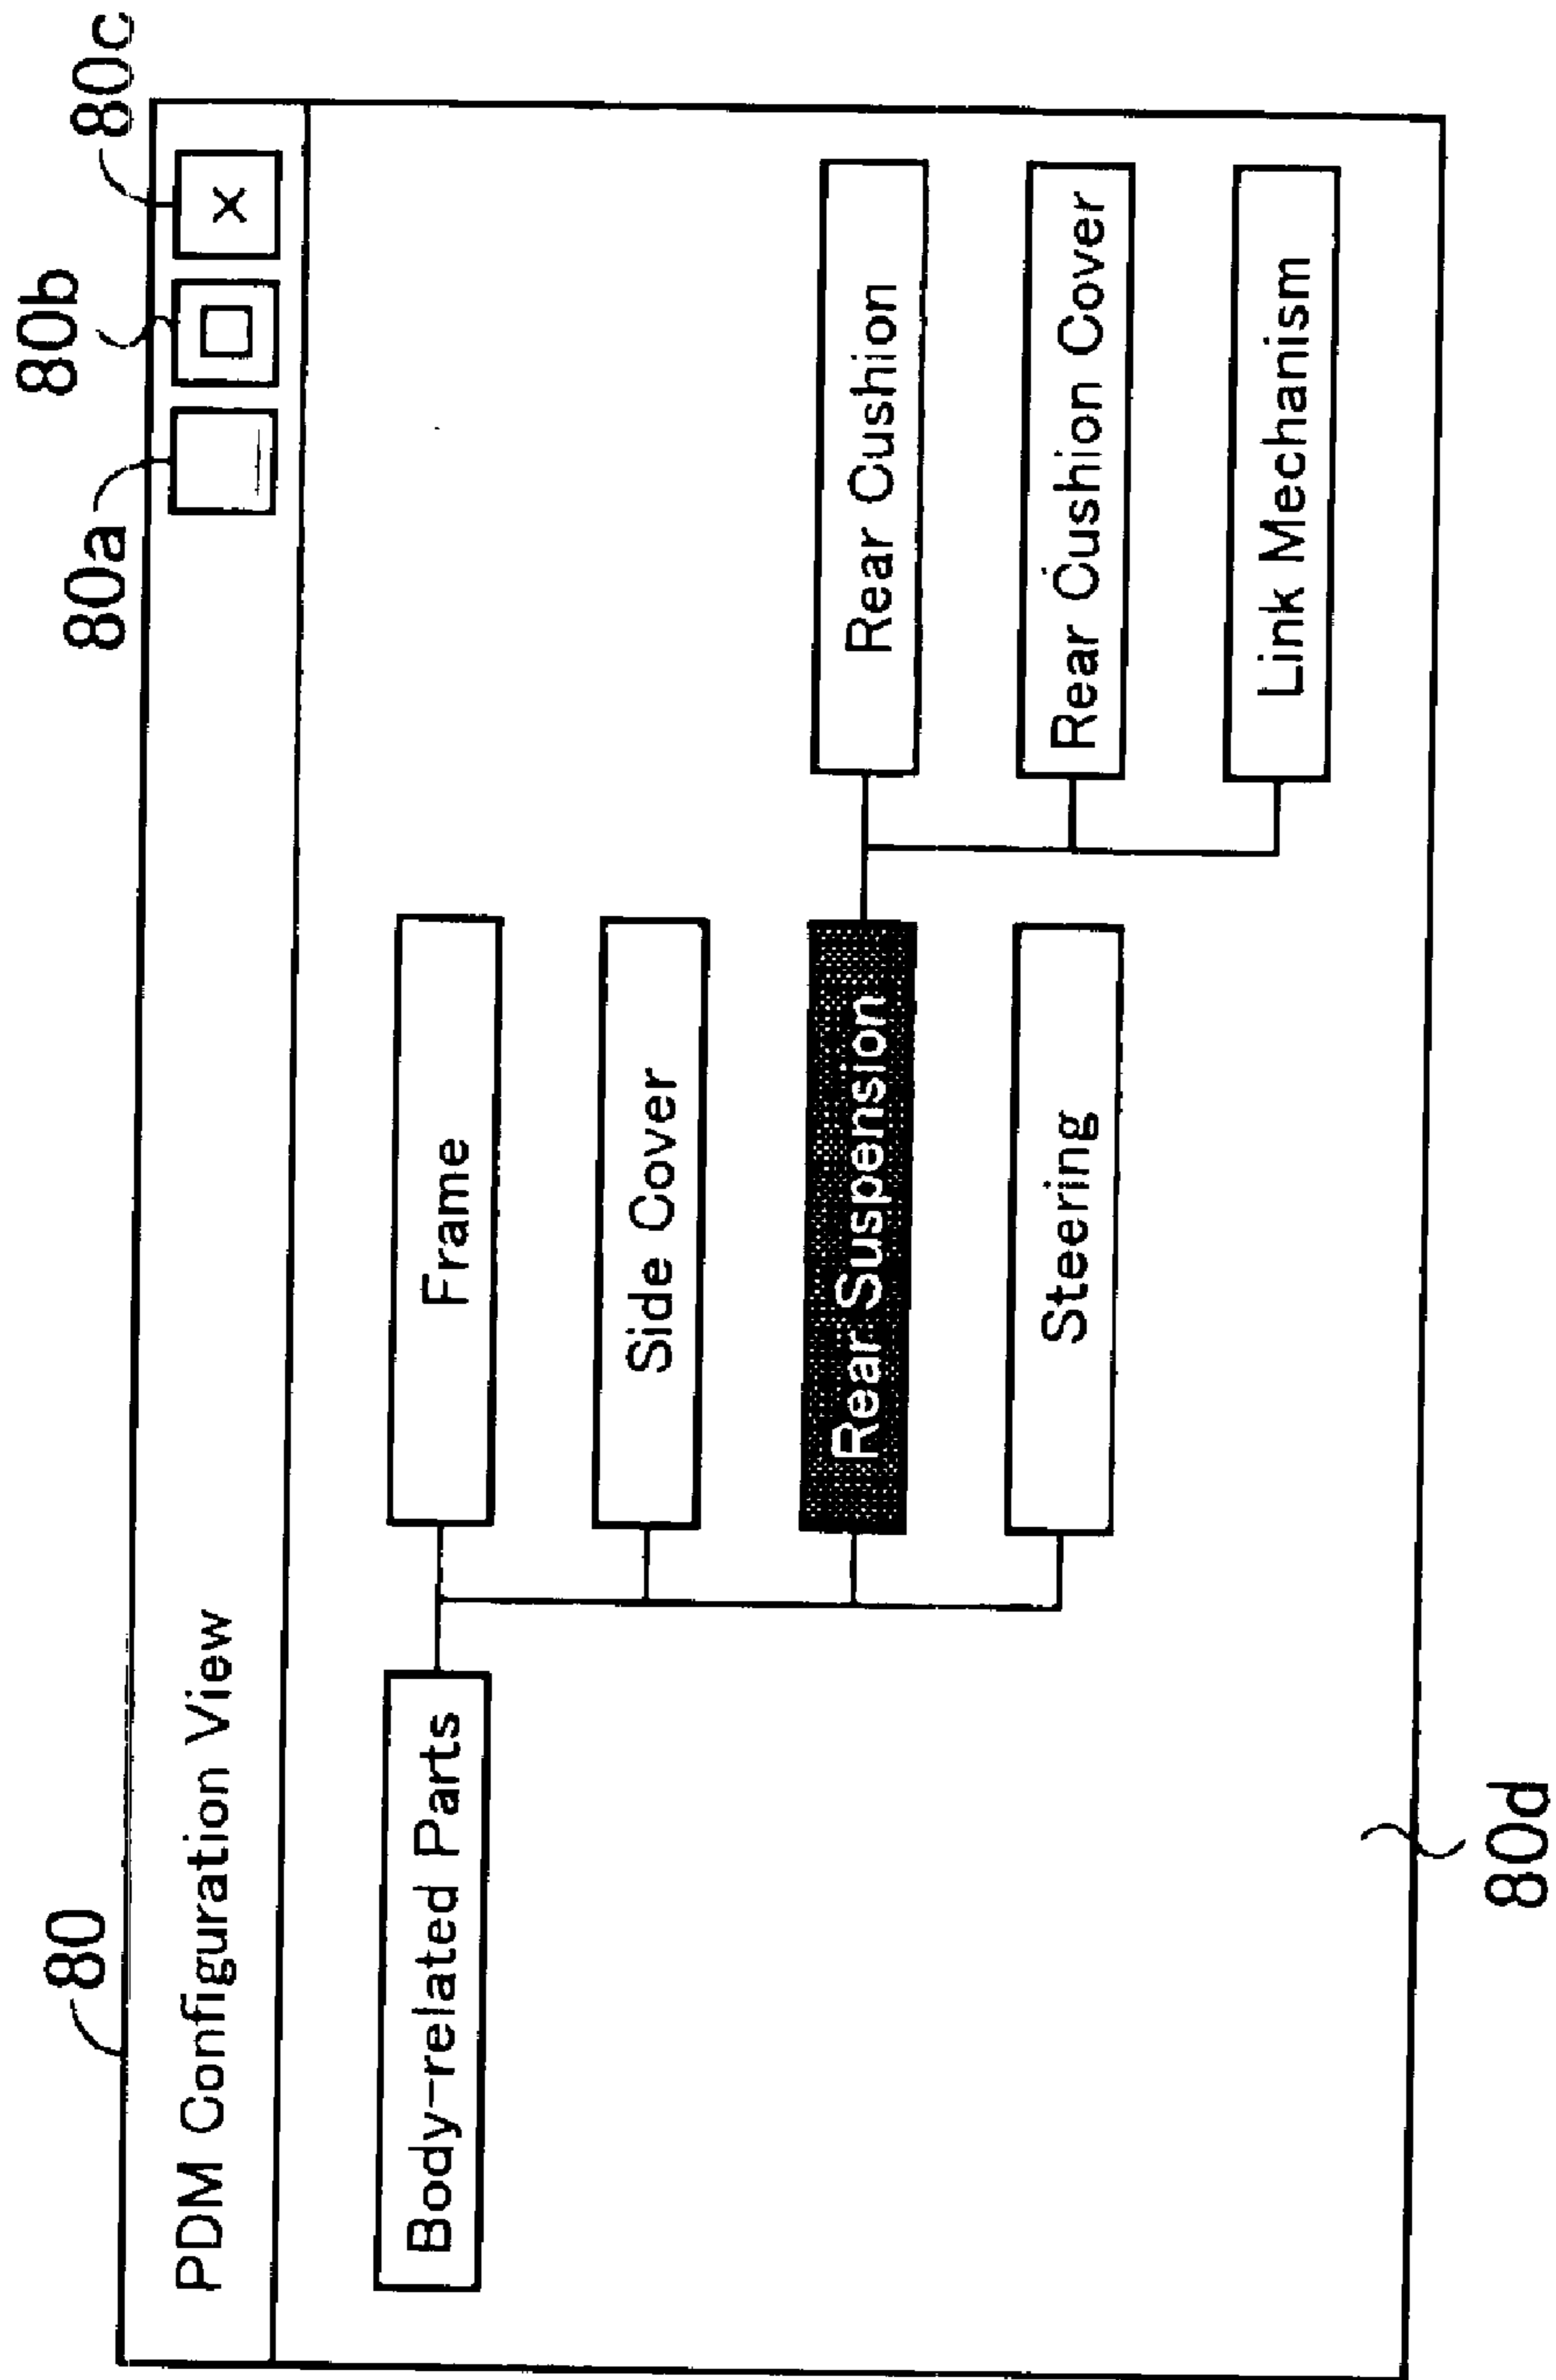 80
80a
80b
80c
PDM Configuration View
×
Body-related Parts
Frame
Side Cover
Rear Suspension
Rear Cushion
Steering
Rear Cushion Cover
Link Mechanism
80d